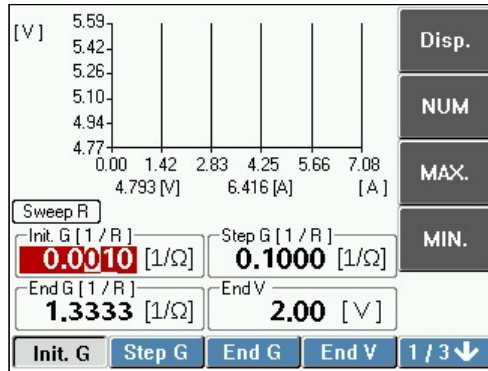 [V]
5.59
5.42
5.26
5.10
4.94
4.77
0.00 1.42 2.83 4.25 5.66 7.08
4.793 [V] 6.416 [A] [A]
Sweep R
Init. G [ 1 / R ] Step G [ 1 / R ]
0.0010 [1/Ω] 0.1000 [1/Ω]
End G [ 1 / R ] End V
1.3333 [1/Ω] 2.00 [V]
Init. G Step G End G End V 1/3
Disp.
NUM
MAX.
MIN.